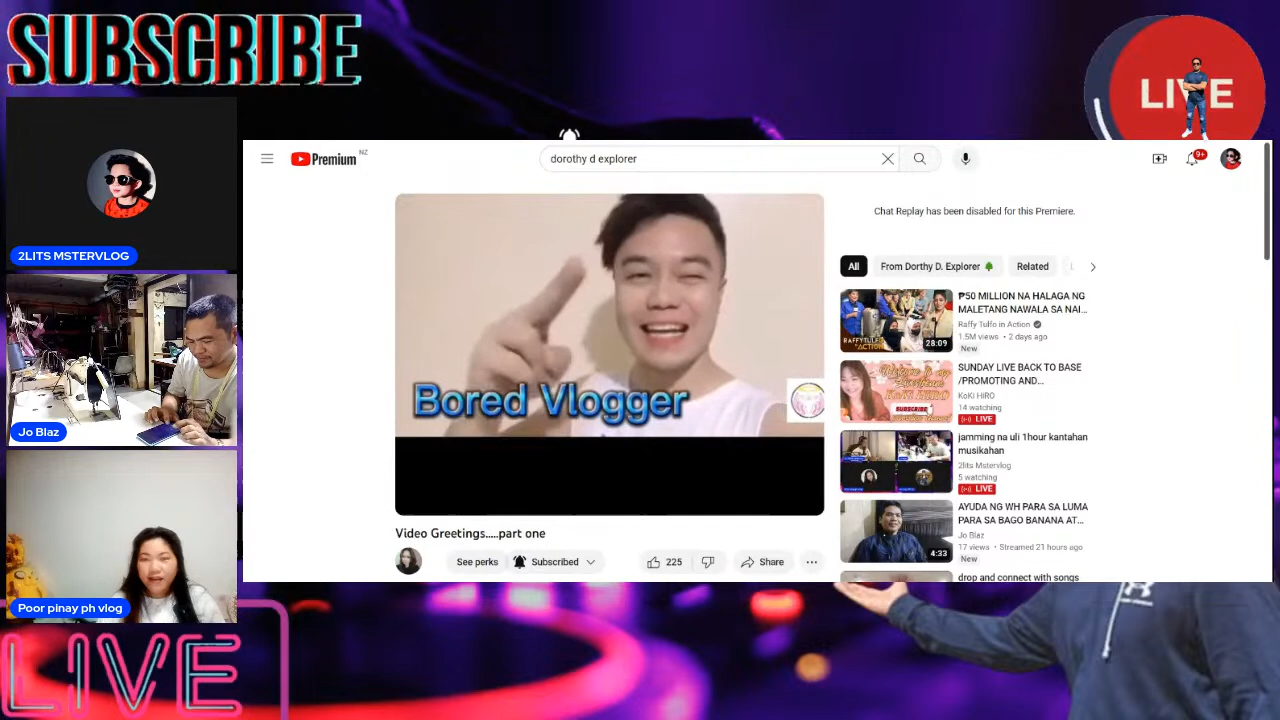 SUBSCRIBE
LIVE
2LITS MSTERVLOG
Jo Blaz
Poor pinay ph vlog
LIVE
Premium NZ
dorothy d explorer
9+
Bored Vlogger
Video Greetings.....part one
See perks
Subscribed
225
Share
Chat Replay has been disabled for this Premiere.
All
From Dorthy D. Explorer
Related
₱50 MILLION NA HALAGA NG
MALETANG NAWALA SA NAI...
Raffy Tulfo in Action
1.5M views • 2 days ago
New
28:09
SUNDAY LIVE BACK TO BASE
/PROMOTING AND...
KoKi HiRO
14 watching
LIVE
SUBSCRIBE
jamming na uli 1hour kantahan
musikahan
2lits Mstervlog
5 watching
LIVE
AYUDA NG WH PARA SA LUMA
PARA SA BAGO BANANA AT...
Jo Blaz
17 views • Streamed 21 hours ago
New
4:33
drop and connect with songs